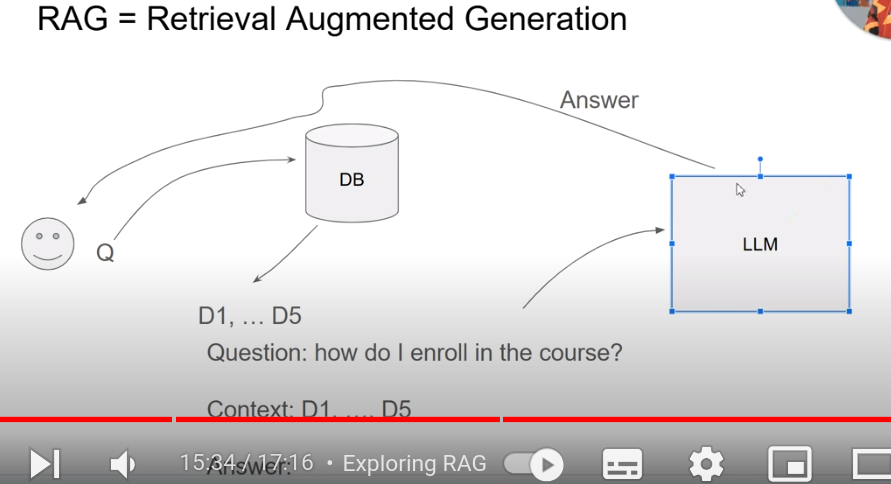 RAG = Retrieval Augmented Generation
Answer
DB
LLM
Q
D1, ... D5
Question: how do I enroll in the course?
Context: D1, .... D5
Answer:
15:34 / 17:16 • Exploring RAG